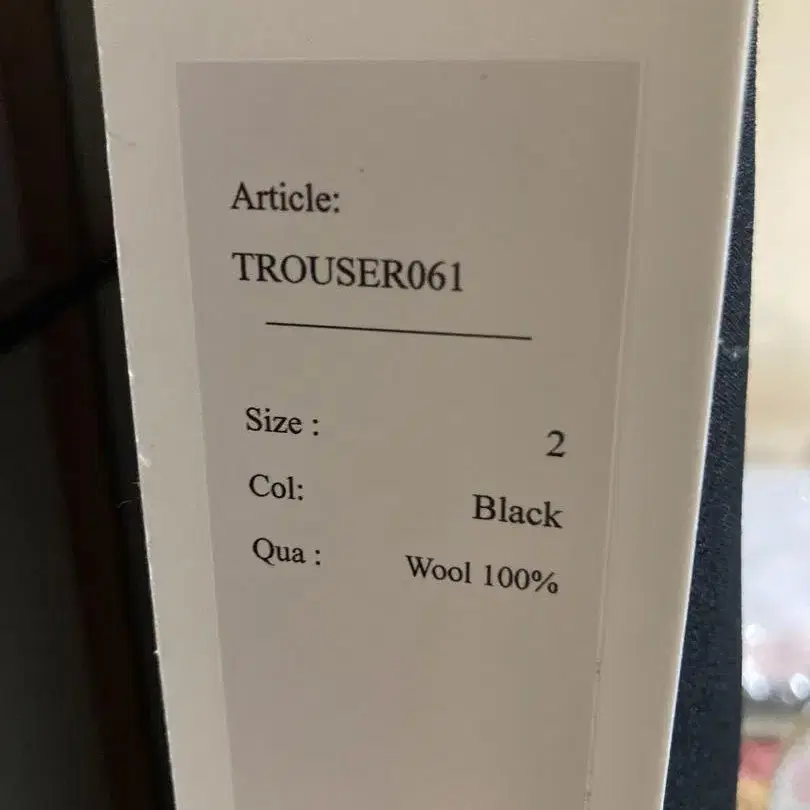 Article:
TROUSER061
Size : 2
Col: Black
Qua : Wool 100%